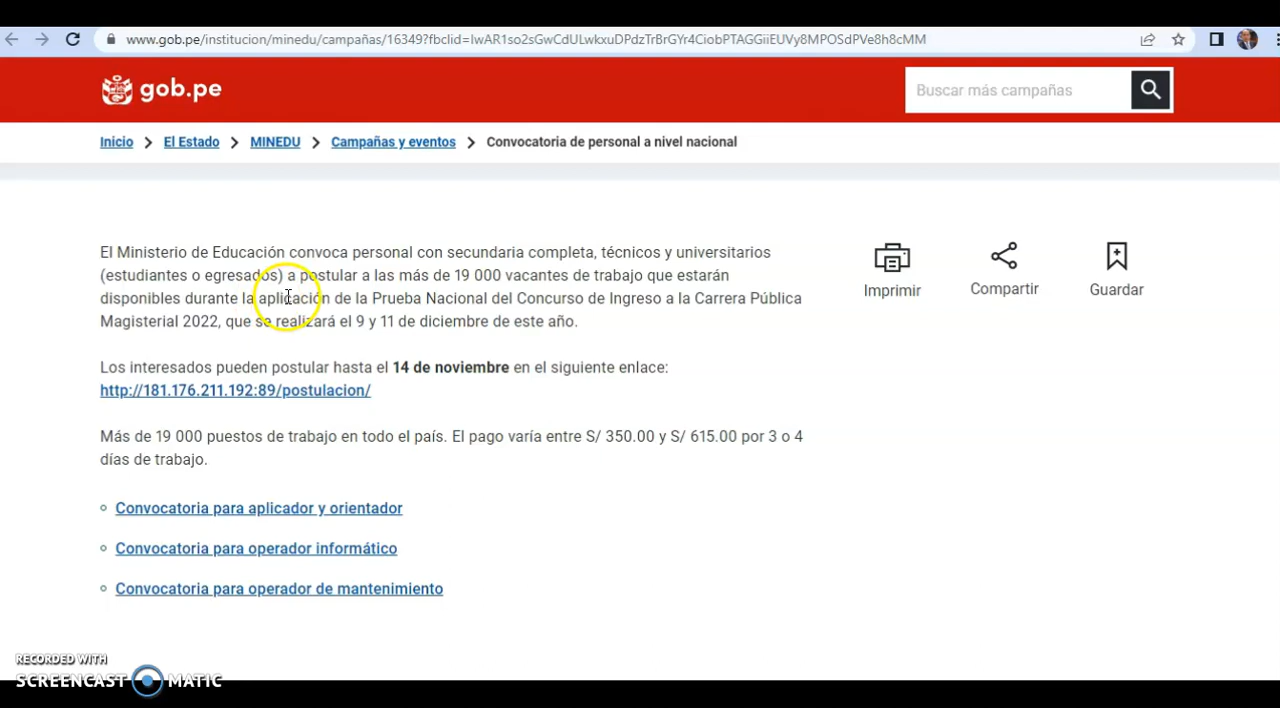 www.gob.pe/institucion/minedu/campañas/16349?fbclid=IwAR1so2sGwCdULwkxuDPdzTrBrGYr4CiobPTAGGiiEUVy8MPOSdPVe8h8cMM
gob.pe
Buscar más campañas
Inicio > El Estado > MINEDU > Campañas y eventos > Convocatoria de personal a nivel nacional
El Ministerio de Educación convoca personal con secundaria completa, técnicos y universitarios
(estudiantes o egresados) a postular a las más de 19 000 vacantes de trabajo que estarán
disponibles durante la aplicación de la Prueba Nacional del Concurso de Ingreso a la Carrera Pública
Magisterial 2022, que se realizará el 9 y 11 de diciembre de este año.
Imprimir
Compartir
Guardar
Los interesados pueden postular hasta el 14 de noviembre en el siguiente enlace:
http://181.176.211.192:89/postulacion/
Más de 19 000 puestos de trabajo en todo el país. El pago varía entre S/ 350.00 y S/ 615.00 por 3 o 4
días de trabajo.
Convocatoria para aplicador y orientador
Convocatoria para operador informático
Convocatoria para operador de mantenimiento
RECORDED WITH
SCREENCAST MATIC